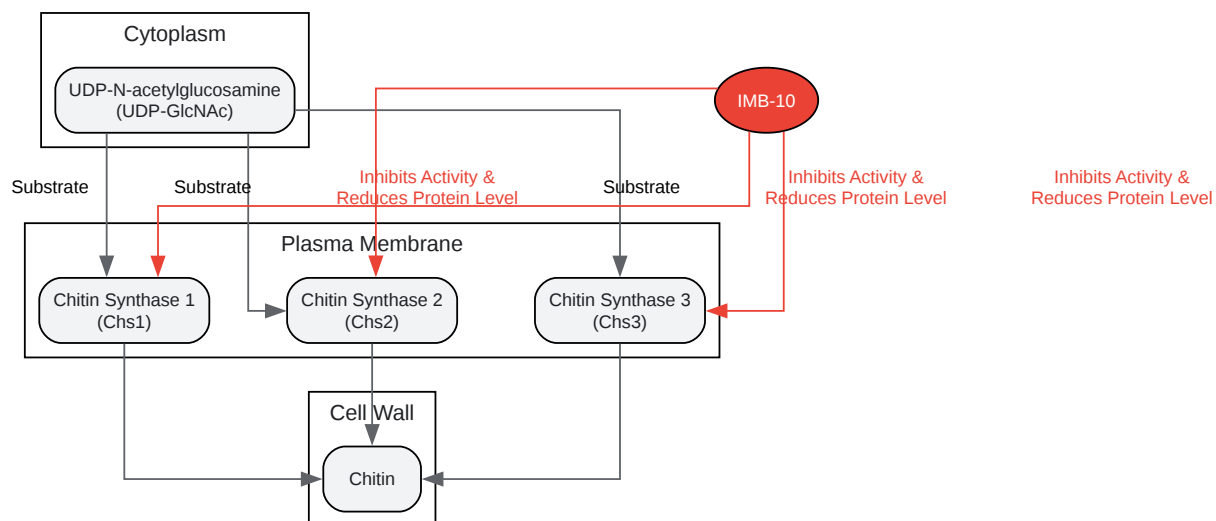 Cytoplasm
UDP-N-acetylglucosamine
(UDP-GlcNAc)
IMB-10
Substrate
Substrate
Inhibits Activity &
Reduces Protein Level
Substrate
Inhibits Activity &
Reduces Protein Level
Inhibits Activity &
Reduces Protein Level
Plasma Membrane
Chitin Synthase 1
(Chs1)
Chitin Synthase 2
(Chs2)
Chitin Synthase 3
(Chs3)
Cell Wall
Chitin